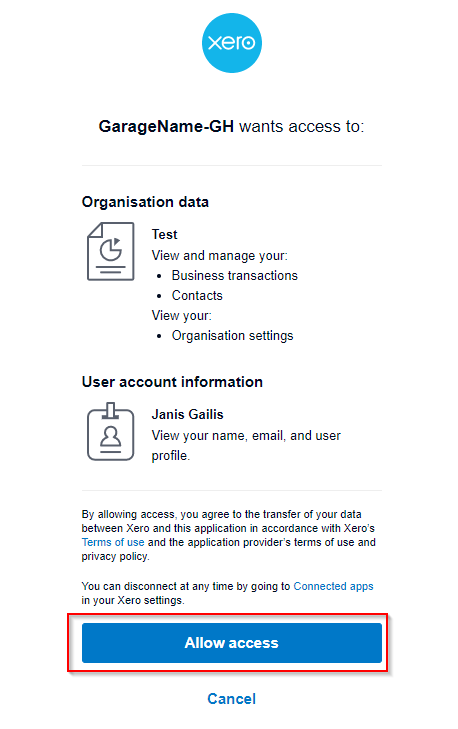 xero
GarageName-GH wants access to:
Organisation data
Test
View and manage your:
• Business transactions
• Contacts
View your:
• Organisation settings
User account information
Janis Gailis
View your name, email, and user
profile.
By allowing access, you agree to the transfer of your data
between Xero and this application in accordance with Xero's
Terms of use and the application provider's terms of use and
privacy policy.
You can disconnect at any time by going to Connected apps
in your Xero settings.
Allow access
Cancel